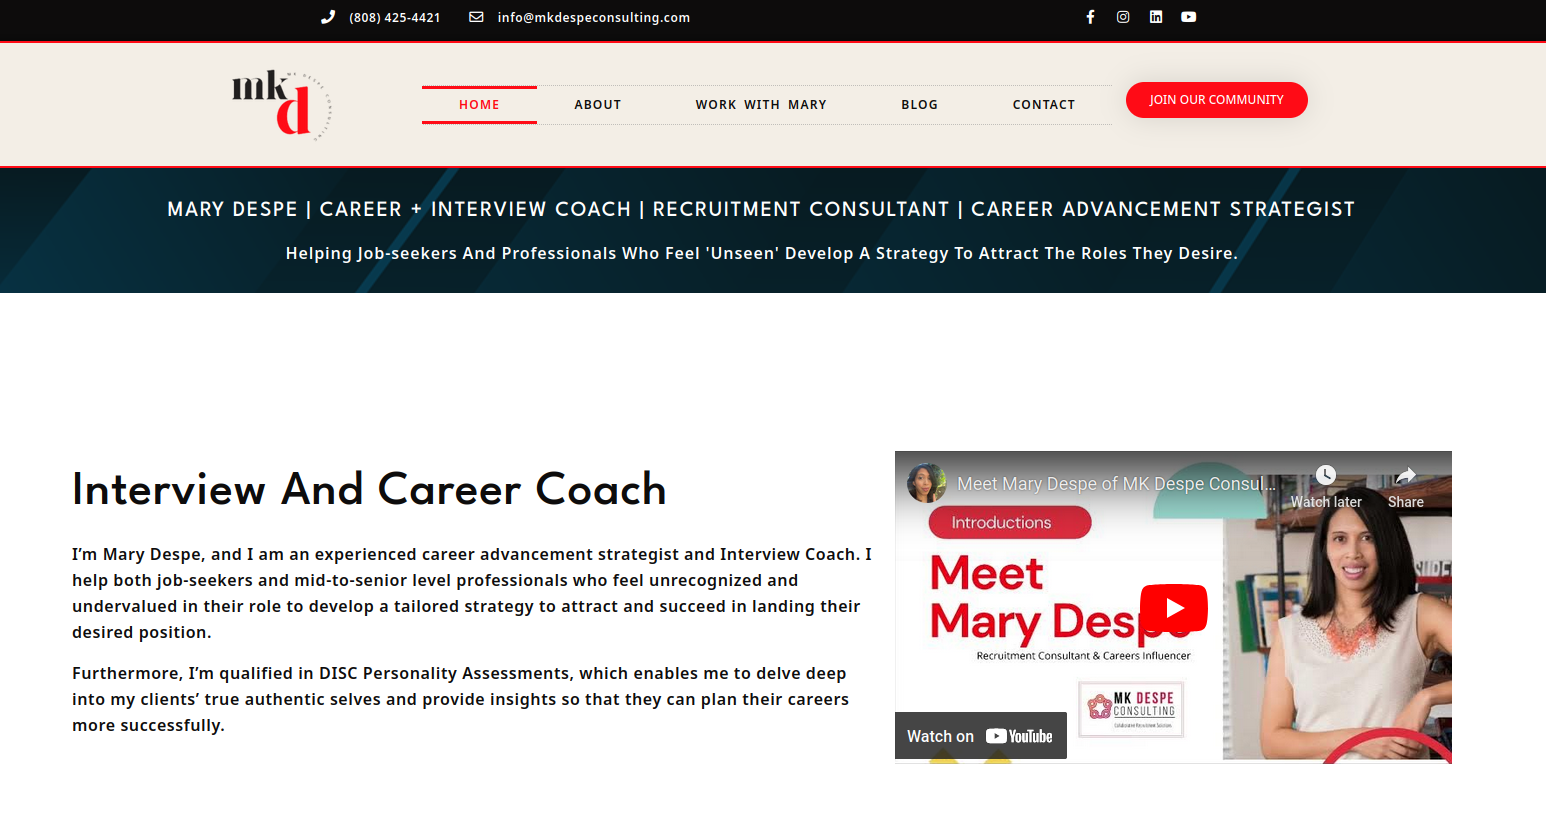 (808) 425-4421
info@mkdespeconsulting.com
mk
d
HOME
ABOUT
WORK WITH MARY
BLOG
CONTACT
JOIN OUR COMMUNITY
MARY DESPE | CAREER + INTERVIEW COACH | RECRUITMENT CONSULTANT | CAREER ADVANCEMENT STRATEGIST
Helping Job-seekers And Professionals Who Feel 'Unseen' Develop A Strategy To Attract The Roles They Desire.
Interview And Career Coach
I’m Mary Despe, and I am an experienced career advancement strategist and Interview Coach. I
help both job-seekers and mid-to-senior level professionals who feel unrecognized and
undervalued in their role to develop a tailored strategy to attract and succeed in landing their
desired position.
Furthermore, I’m qualified in DISC Personality Assessments, which enables me to delve deep
into my clients’ true authentic selves and provide insights so that they can plan their careers
more successfully.
Meet Mary Despe of MK Despe Consul...
Watch later
Share
Introductions
Meet
Mary Despe
Recruitment Consultant & Careers Influencer
MK DESPE
CONSULTING
Collaborative Recruitment Solutions
Watch on YouTube